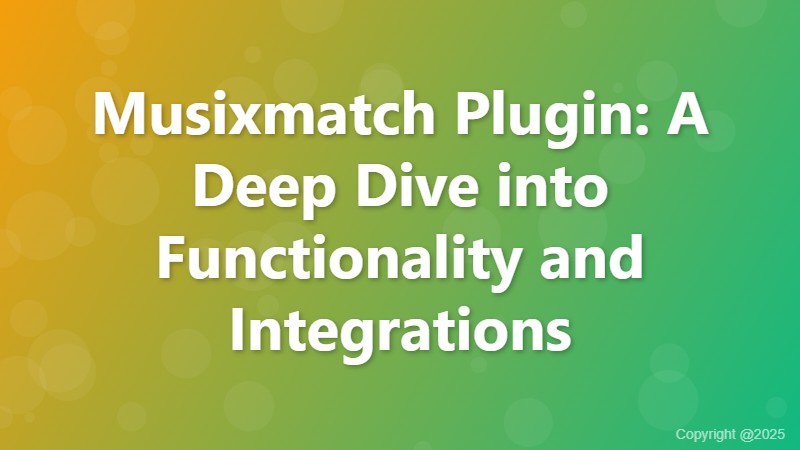 Musixmatch Plugin: A
Deep Dive into
Functionality and
Integrations
Copyright @2025